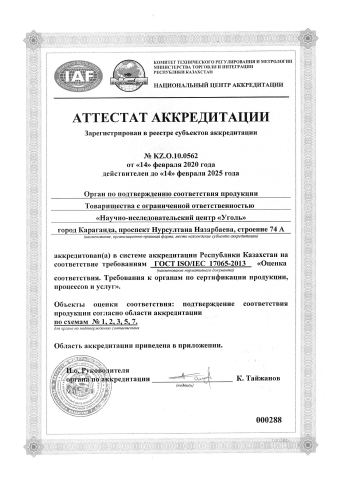 IAF
КОМИТЕТ ТЕХНИЧЕСКОГО РЕГУЛИРОВАНИЯ И МЕТРОЛОГИИ
МИНИСТЕРСТВА ТОРГОВЛИ И ИНТЕГРАЦИИ
РЕСПУБЛИКИ КАЗАХСТАН
НАЦИОНАЛЬНЫЙ ЦЕНТР АККРЕДИТАЦИИ
АТТЕСТАТ АККРЕДИТАЦИИ
Зарегистрирован в реестре субъектов аккредитации
№ KZ.O.10.0562
от «14» февраля 2020 года
действителен до «14» февраля 2025 года
Орган по подтверждению соответствия продукции
Товарищества с ограниченной ответственностью
«Научно-исследовательский центр «Уголь»
город Караганда, проспект Нурсултана Назарбаева, строение 74 А
(наименование, организационно-правовая форма, место нахождения субъекта аккредитации)
аккредитован(а) в системе аккредитации Республики Казахстан на
соответствие требованиям ГОСТ ISO/IEC 17065-2013 «Оценка
(наименование нормативного документа)
соответствия. Требования к органам по сертификации продукции,
процессов и услуг».
Объекты оценки соответствия: подтверждение соответствия
продукции согласно области аккредитации
по схемам № 1, 2, 3, 5, 7.
для органа по подтверждению соответствия
Область аккредитации приведена в приложении.
И.о. Руководителя
органа по аккредитации
К. Тайжанов
(подпись)
000288